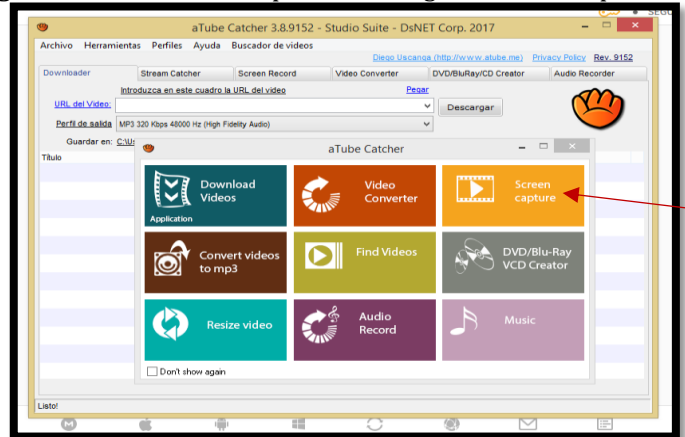 aTube Catcher 3.8.9152 - Studio Suite - DsNET Corp. 2017
Archivo Herramientas Perfiles Ayuda Buscador de videos
Diego Uscanga (http://www.atube.me) Privacy Policy Rev. 9152
Downloader Stream Catcher Screen Record Video Converter DVD/BluRay/CD Creator Audio Recorder
Introduzca en este cuadro la URL del video Pegar
URL del Video: Descargar
Perfil de salida MP3 320 Kbps 48000 Hz (High Fidelity Audio)
Guardar en:
Título
aTube Catcher
Download Videos
Application
Video Converter
Screen capture
Convert videos to mp3
Find Videos
DVD/Blu-Ray VCD Creator
Resize video
Audio Record
Music
Don't show again
Listo!